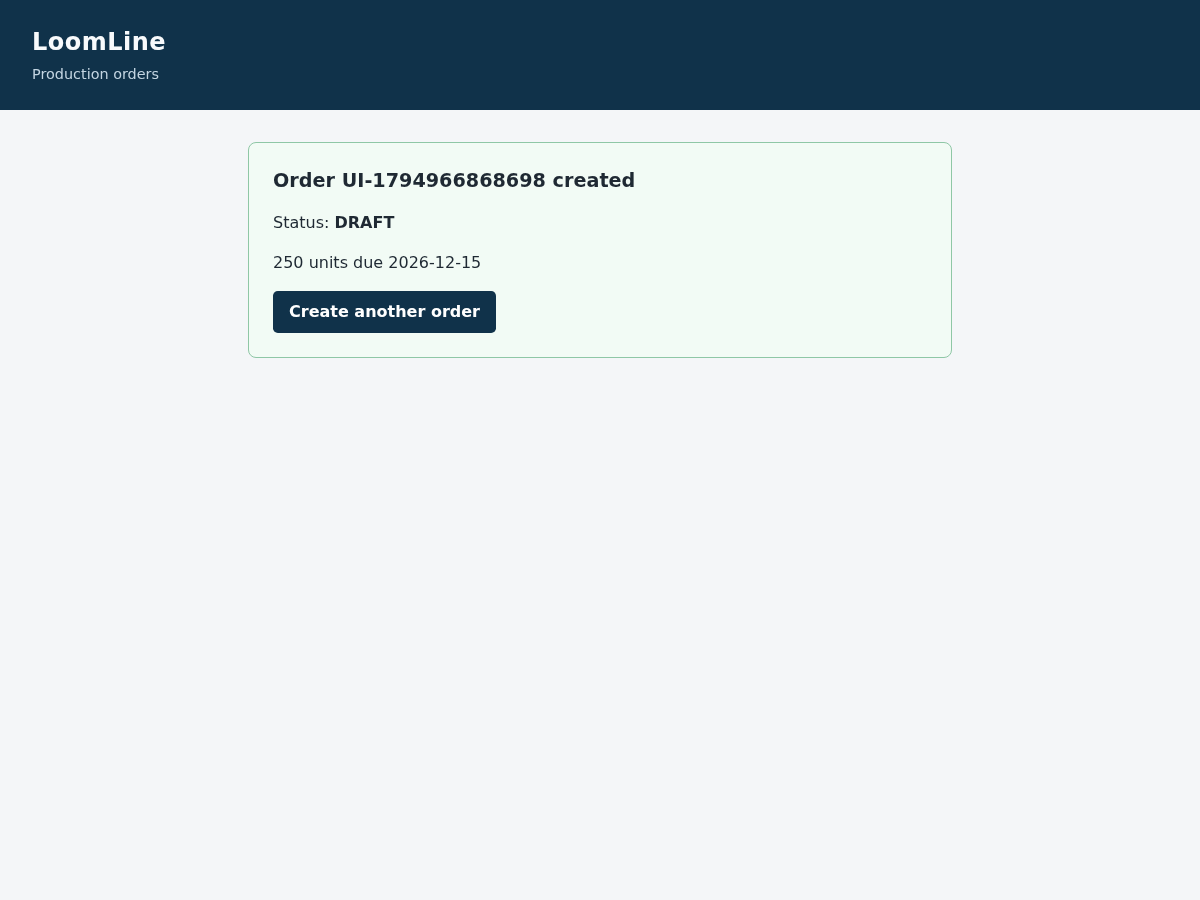 LoomLine
Production orders
Order UI-1794966868698 created
Status: DRAFT
250 units due 2026-12-15
Create another order